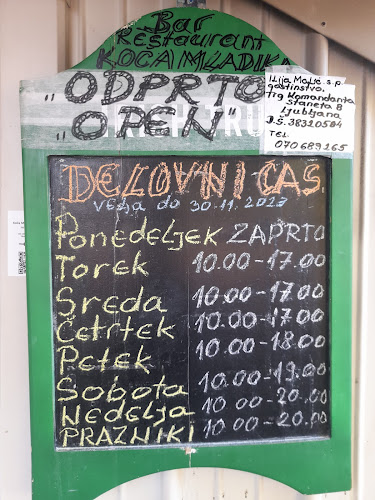 Bar
Restaurant
KOČA MLADIKA
"ODPRTO"
"OPEN"
ILIJA MALIĆ s.p.
gostinstvo.
Trg Komandanta
Staneta 8
Ljubljana
D.Š. 38320504
TEL.
070 689 265
DELOVNI ČAS.
velja do 30.11.2023
Ponedeljek ZAPRTO
Torek 10.00-17.00
Sreda 10.00-17.00
Četrtek 10.00-17.00
Petek 10.00-18.00
Sobota 10.00-19.00
Nedelja 10.00-20.00
PRAZNIKI 10.00-20.00